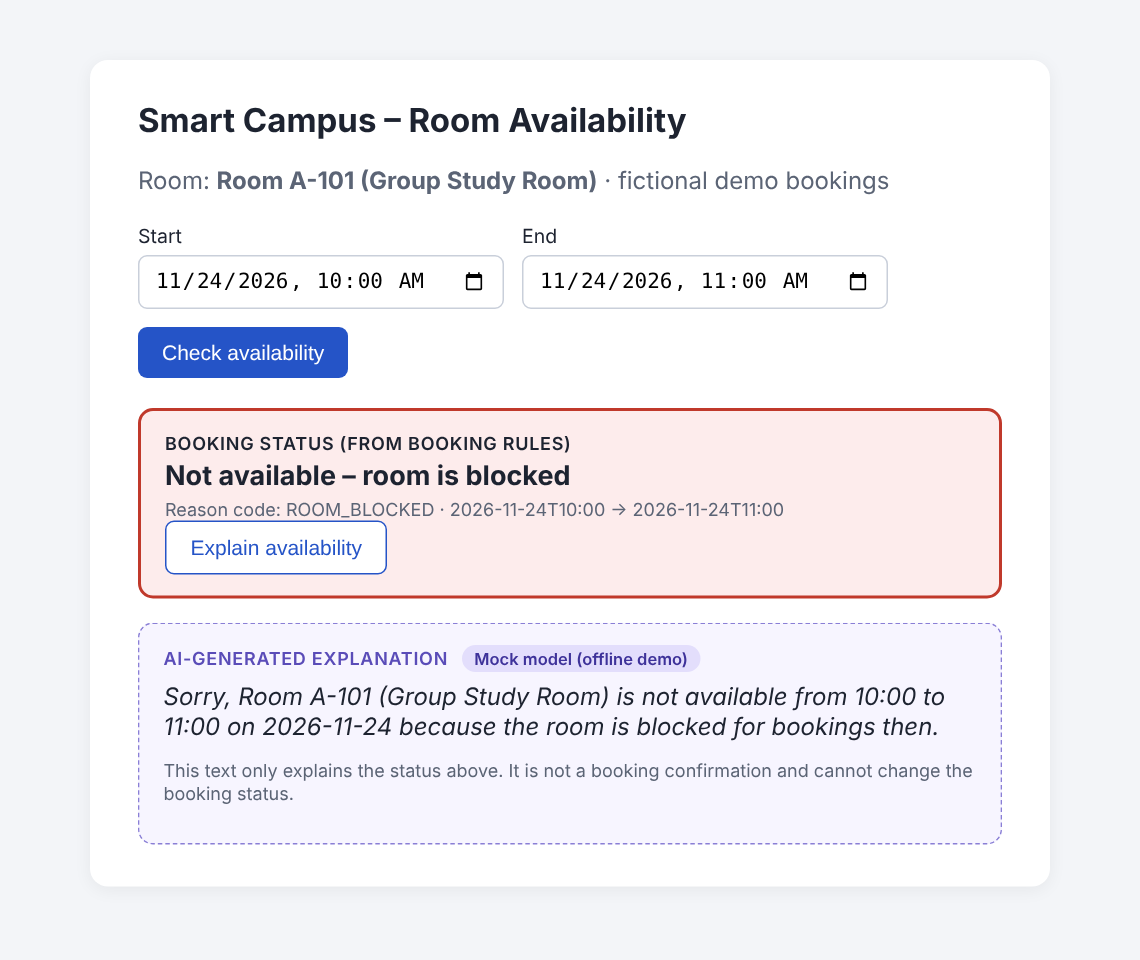 Smart Campus – Room Availability
Room: Room A-101 (Group Study Room) · fictional demo bookings
Start
End
11/24/2026, 10:00 AM
11/24/2026, 11:00 AM
Check availability
BOOKING STATUS (FROM BOOKING RULES)
Not available – room is blocked
Reason code: ROOM_BLOCKED · 2026-11-24T10:00 → 2026-11-24T11:00
Explain availability
AI-GENERATED EXPLANATION
Mock model (offline demo)
Sorry, Room A-101 (Group Study Room) is not available from 10:00 to
11:00 on 2026-11-24 because the room is blocked for bookings then.
This text only explains the status above. It is not a booking confirmation and cannot change the
booking status.